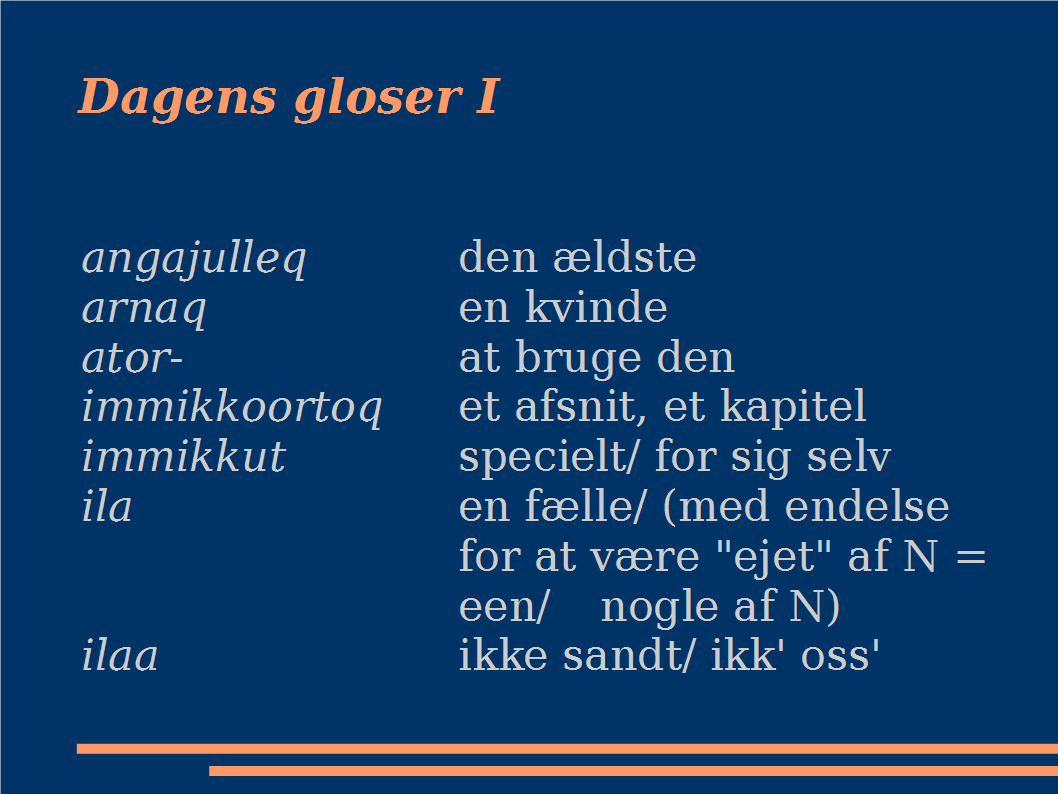 Dagens gloser I
angajulleq den ældste
arnaq en kvinde
ator- at bruge den
immikkoortoq et afsnit, et kapitel
immikkut specielt/ for sig selv
ila en fælle/ (med endelse
for at være "ejet" af N =
een/ nogle af N)
ilaa ikke sandt/ ikk' oss'